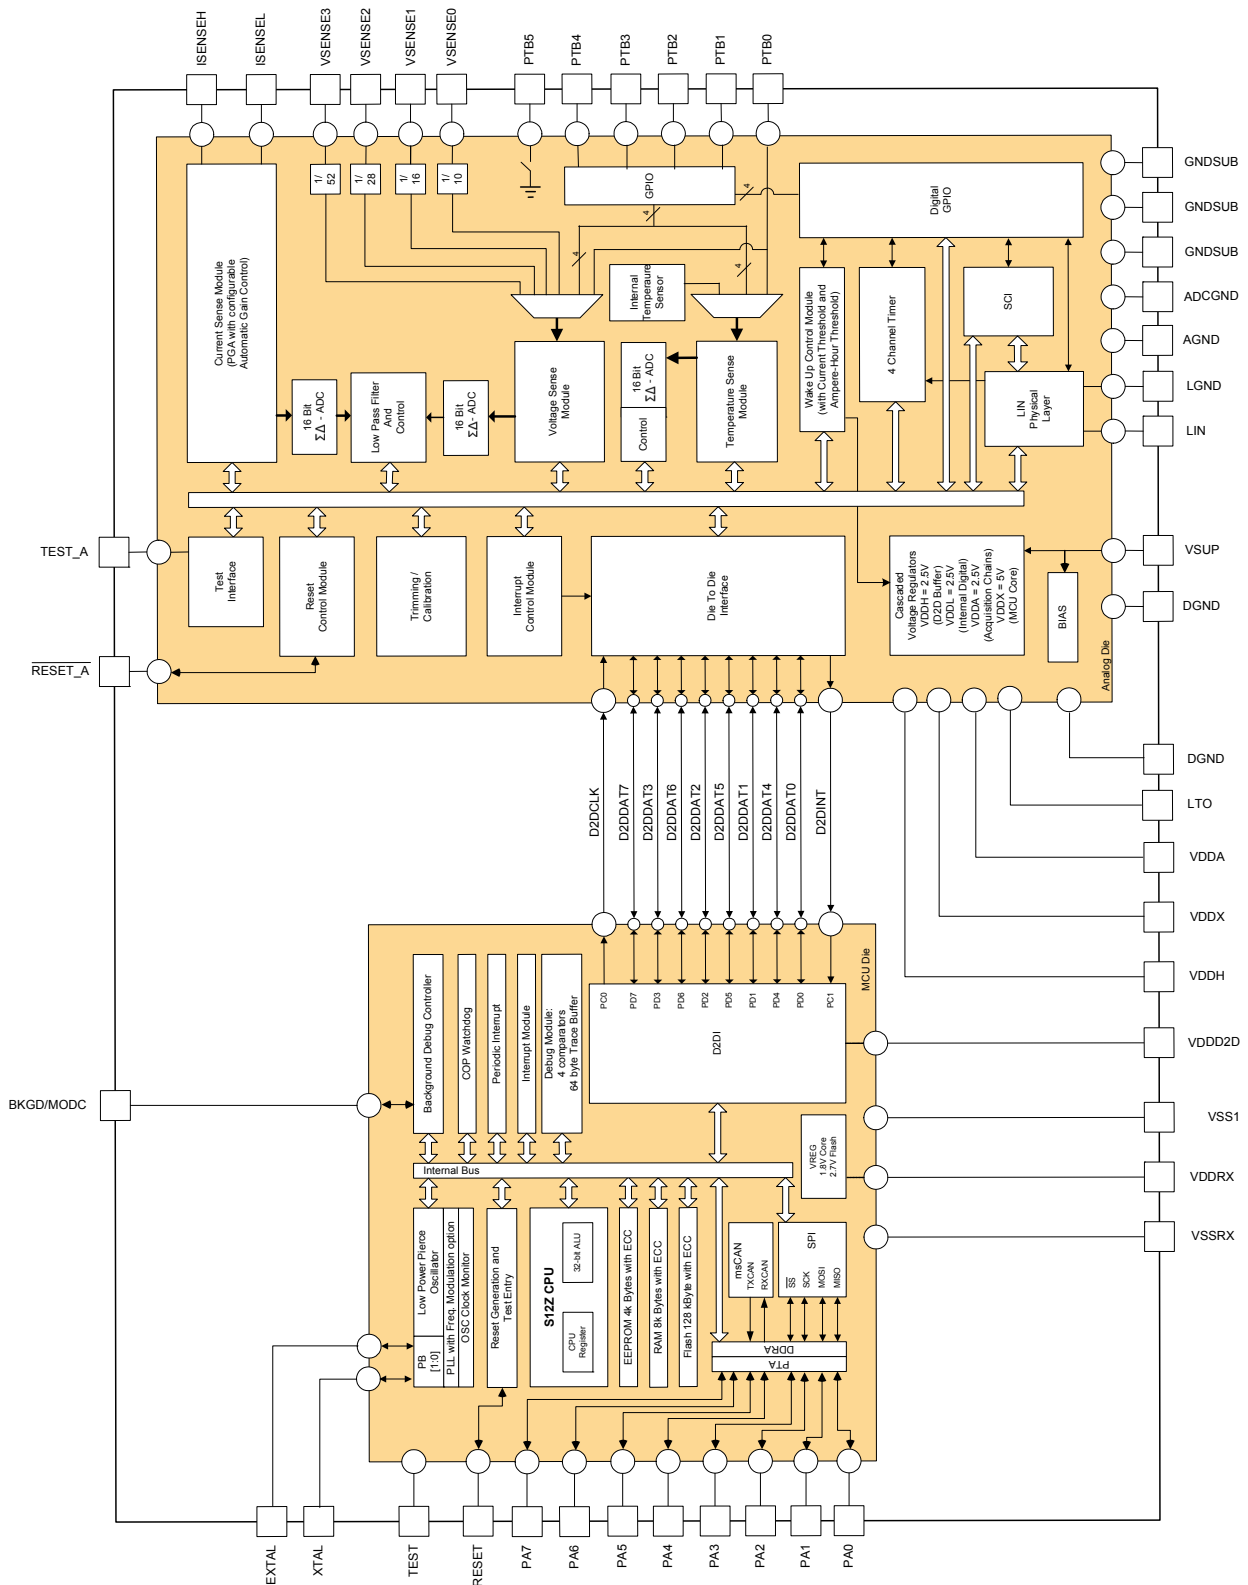 ISENSEH
ISENSEL
VSENSE3
VSENSE2
VSENSE1
VSENSE0
PTB5
PTB4
PTB3
PTB2
PTB1
PTB0
GNDSUB
GNDSUB
GNDSUB
ADCGND
AGND
LGND
LIN
VSUP
DGND
DGND
LTO
VDDA
VDDX
VDDH
VDDD2D
VSS1
VDDRX
VSSRX
TEST_A
RESET_A
BKGD/MODC
Current Sense Module
(PGA with configurable
Automatic Gain Control)
1/
52
1/
28
1/
16
1/
10
GPIO
4
4
4
4
Digital
GPIO
Internal
Temperaure
Sensor
16 Bit
ΣΔ - ADC
Low Pass Filter
And
Control
16 Bit
ΣΔ - ADC
Voltage Sense
Module
16 Bit
ΣΔ - ADC
Control
Temperature Sense
Module
Wake Up Control Module
(with Current Threshold and
Ampere-Hour Threshold)
4 Channel Timer
SCI
LIN
Physical
Layer
Test
Interface
Reset
Control Module
Trimming /
Calibration
Interrupt
Control Module
Die To Die
Interface
Cascaded
Voltage Regulators
VDDH = 2.5V
(D2D Buffer)
VDDL = 2.5V
(Internal Digital)
VDDA = 2.5V
(Acquisition Chains)
VDDX = 5V
(MCU Core)
BIAS
Analog Die
D2DCLK
D2DDAT7
D2DDAT3
D2DDAT6
D2DDAT2
D2DDAT5
D2DDAT1
D2DDAT4
D2DDAT0
D2DINT
MCU Die
Background Debug Controller
COP Watchdog
Periodic Interrupt
Interrupt Module
Debug Module:
4 comparators
64 byte Trace Buffer
PC0
PD7
PD3
PD6
PD2
PD5
PD1
PD4
PD0
PC1
D2DI
Internal Bus
VREG
1.8V Core
2.7V Flash
Low Power Pierce
Oscillator
PB
[1:0]
PLL with Freq. Modulation option
OSC Clock Monitor
Reset Generation and
Test Entry
S12Z CPU
32-bit ALU
CPU
Register
EEPROM 4k Bytes with ECC
RAM 8k Bytes with ECC
Flash 128 kByte with ECC
msCAN
TXCAN
RXCAN
SPI
SS
SCK
MOSI
MISO
DDRA
PTA
EXTAL
XTAL
TEST
RESET
PA7
PA6
PA5
PA4
PA3
PA2
PA1
PA0